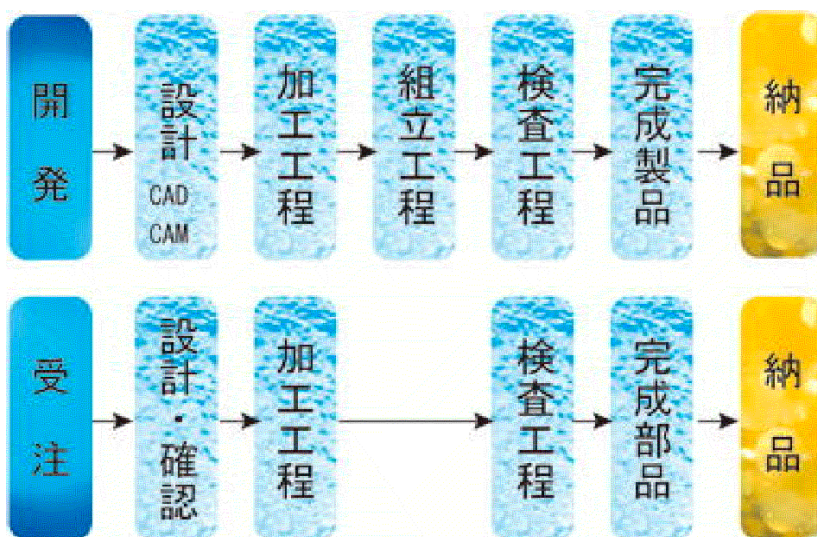 開発
設計
CAD
CAM
加工工程
組立工程
検査工程
完成製品
納品
受注
設計・確認
加工工程
検査工程
完成部品
納品